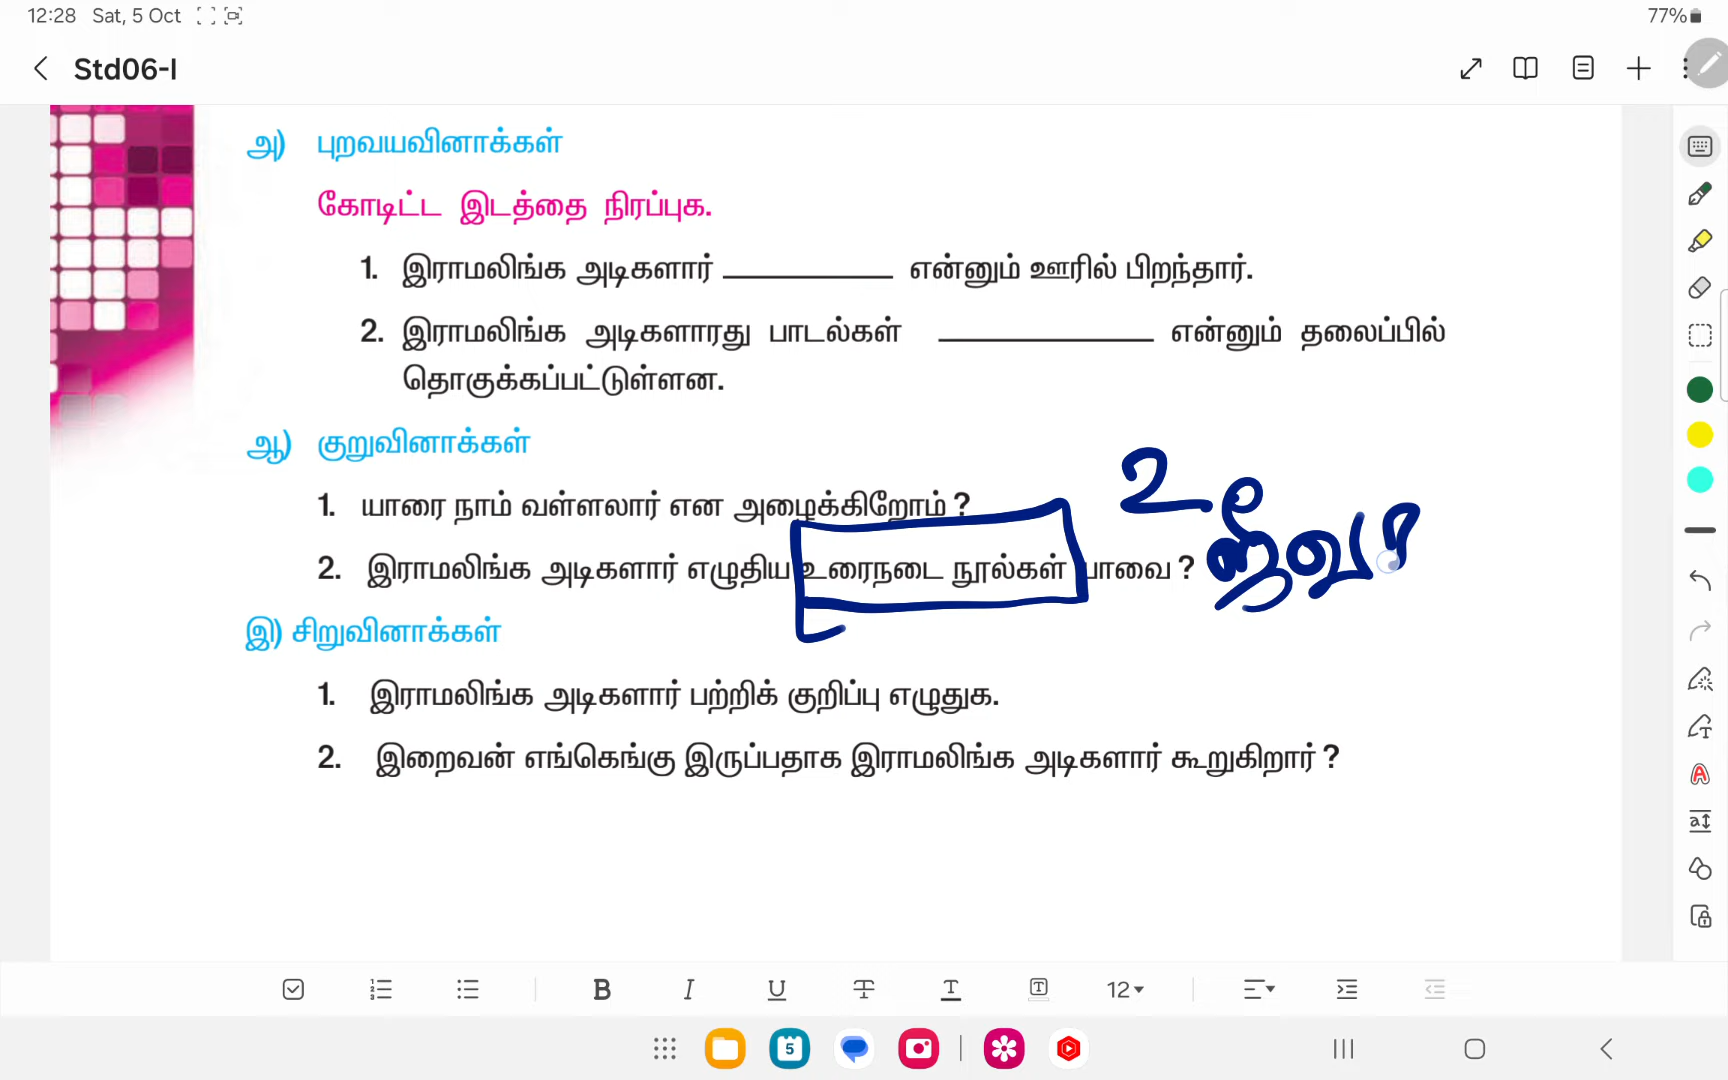 12:28 Sat, 5 Oct 77%
Std06-I
அ) புறவயவினாக்கள்
கோடிட்ட இடத்தை நிரப்புக.
1. இராமலிங்க அடிகளார் __________ என்னும் ஊரில் பிறந்தார்.
2. இராமலிங்க அடிகளாரது பாடல்கள் ____________ என்னும் தலைப்பில்
தொகுக்கப்பட்டுள்ளன.
ஆ) குறுவினாக்கள்
1. யாரை நாம் வள்ளலார் என அழைக்கிறோம் ?
2. இராமலிங்க அடிகளார் எழுதிய உரைநடை நூல்கள் யாவை ?
இ) சிறுவினாக்கள்
1. இராமலிங்க அடிகளார் பற்றிக் குறிப்பு எழுதுக.
2. இறைவன் எங்கெங்கு இருப்பதாக இராமலிங்க அடிகளார் கூறுகிறார் ?
2
B I U T T T 12
5